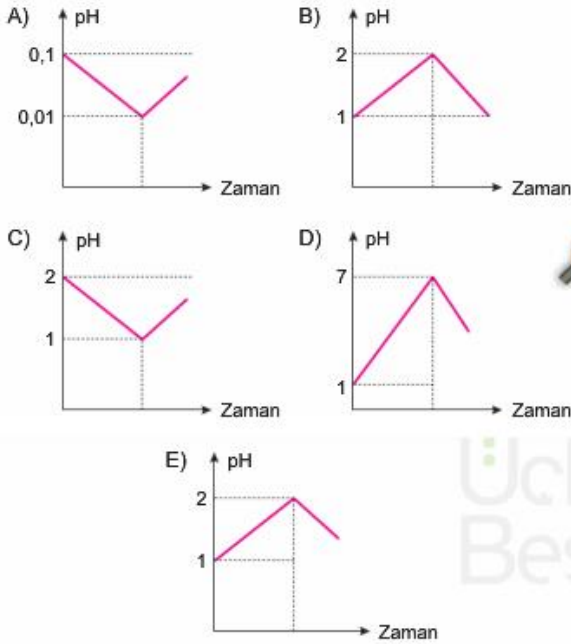 A) pH B) pH
0,1 2
0,01 1
Zaman Zaman
C) pH D) pH
2 7
1 1
Zaman Zaman
E) pH
2
1
Zaman